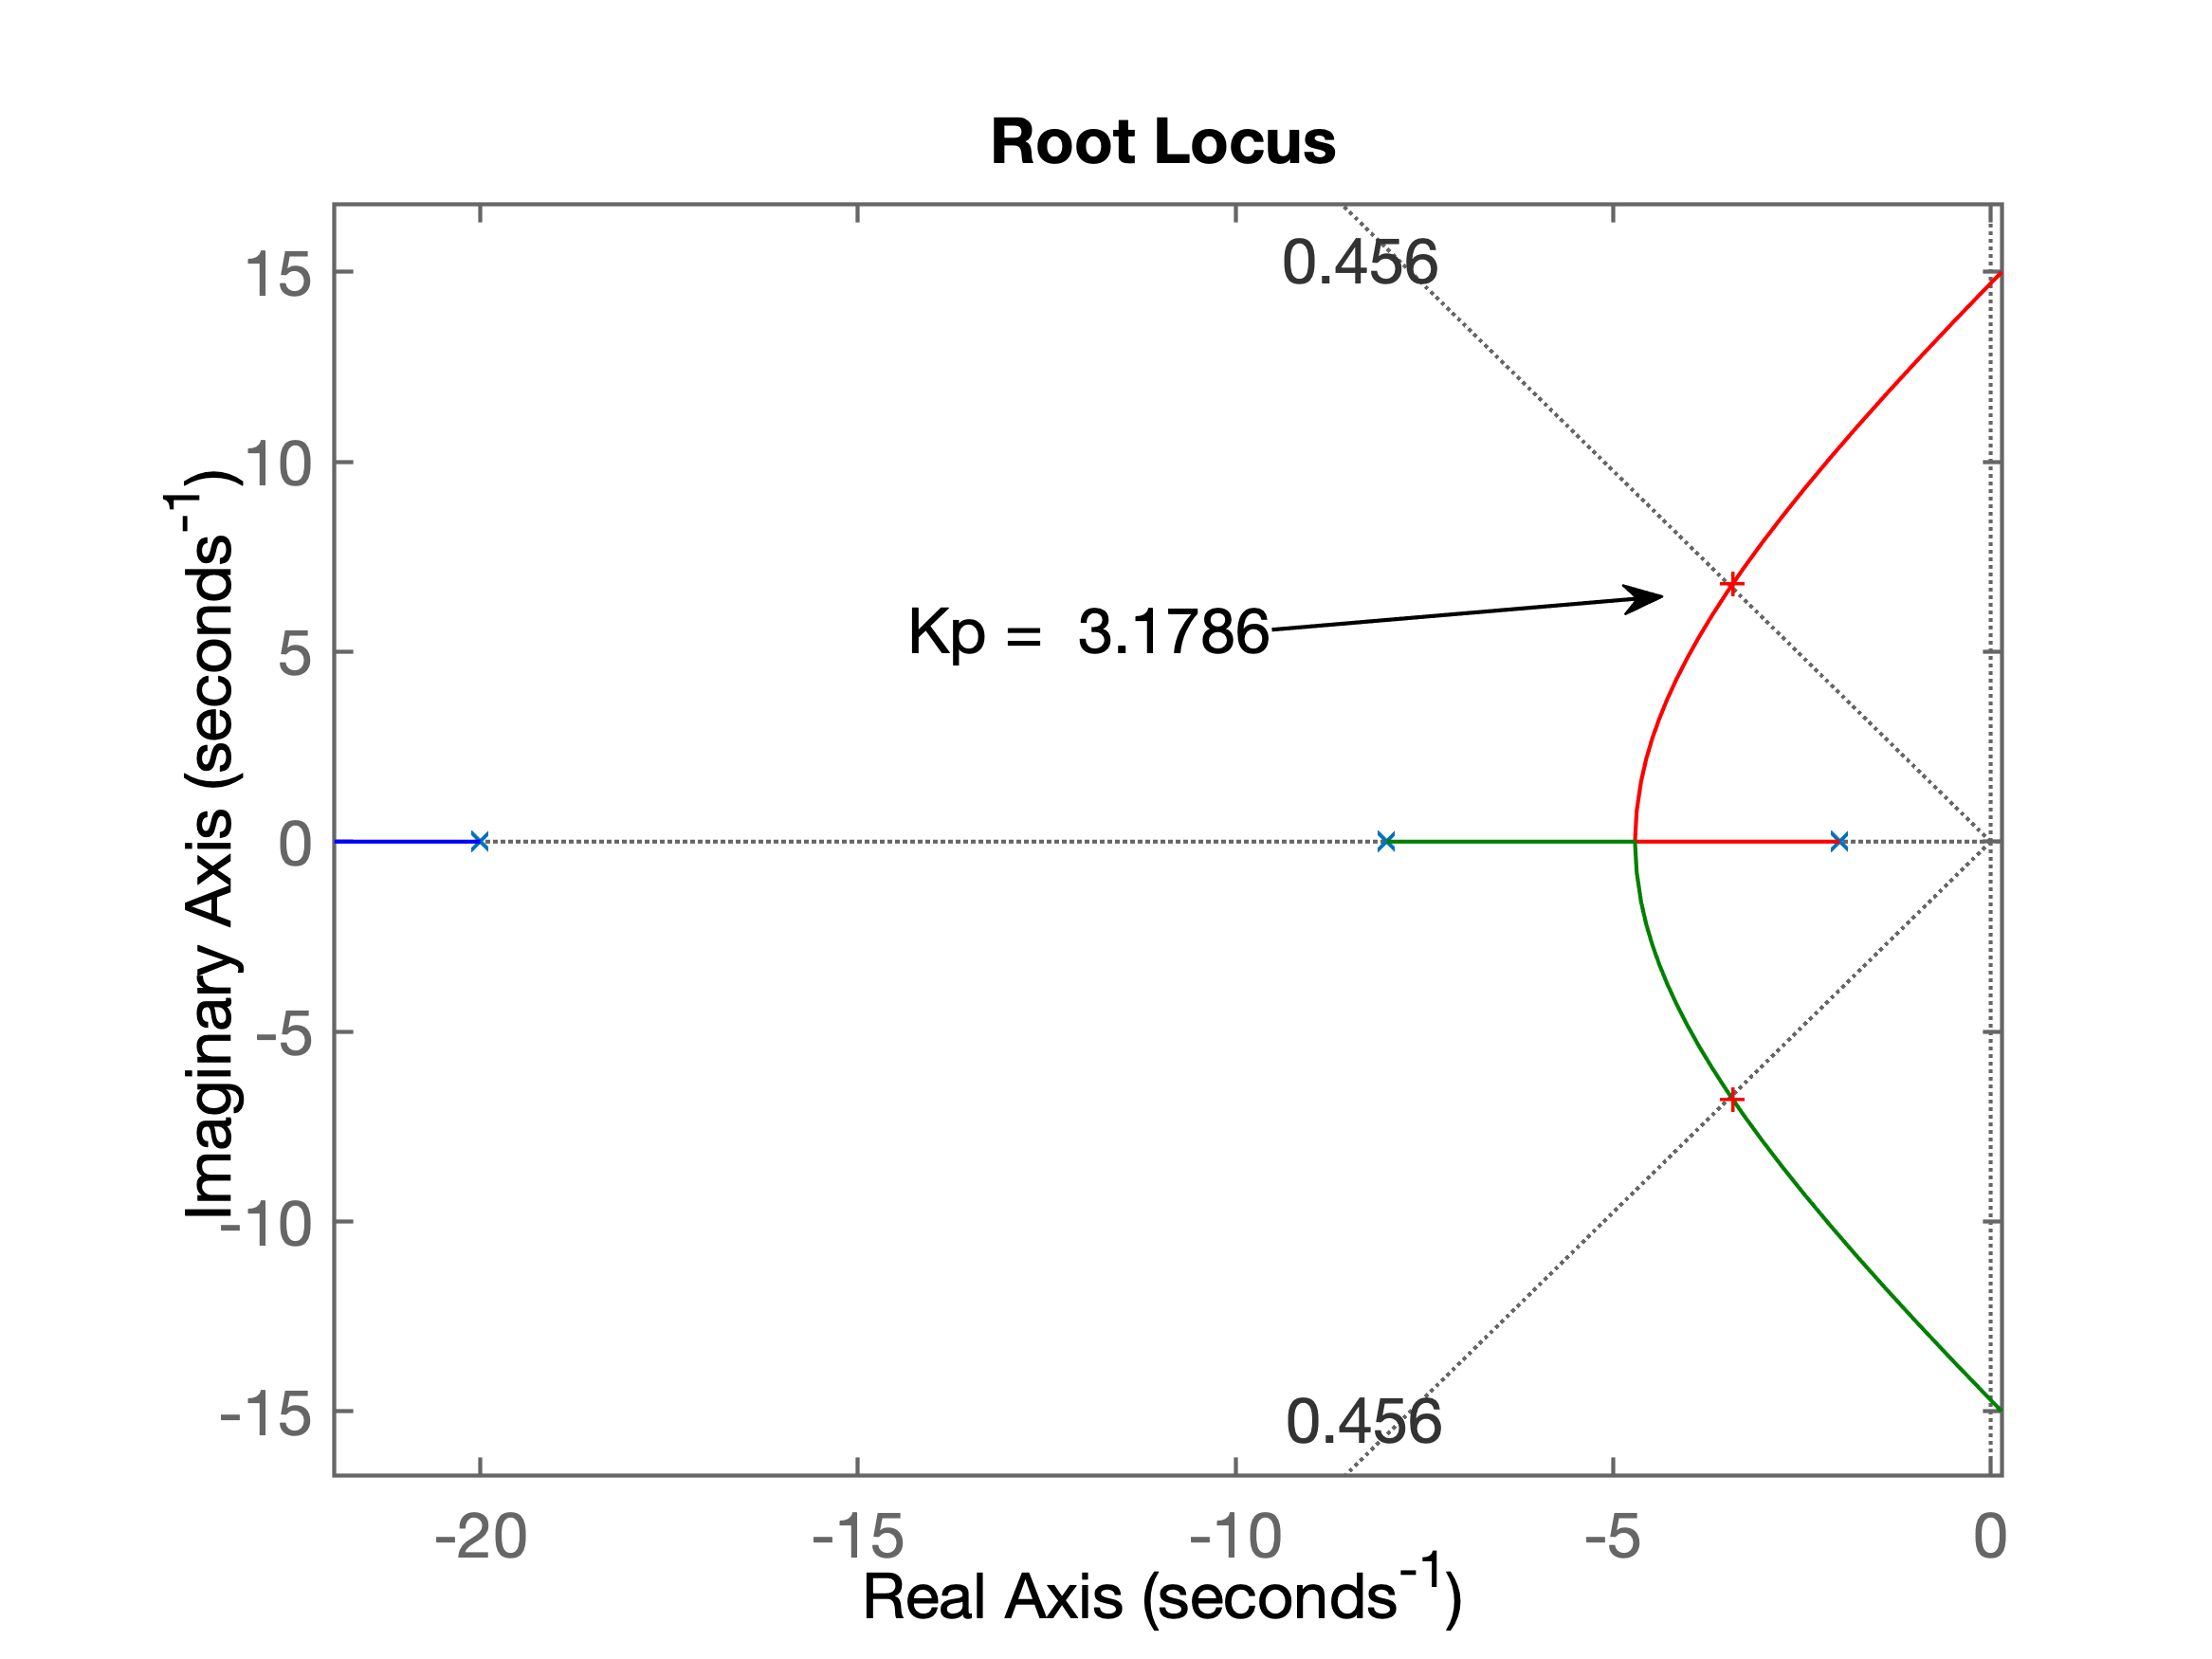 Root Locus
0.456
15
10
5
0
-5
-10
-15
Imaginary Axis (seconds⁻¹)
Kp = 3.1786
0.456
-20 -15 -10 -5 0
Real Axis (seconds⁻¹)